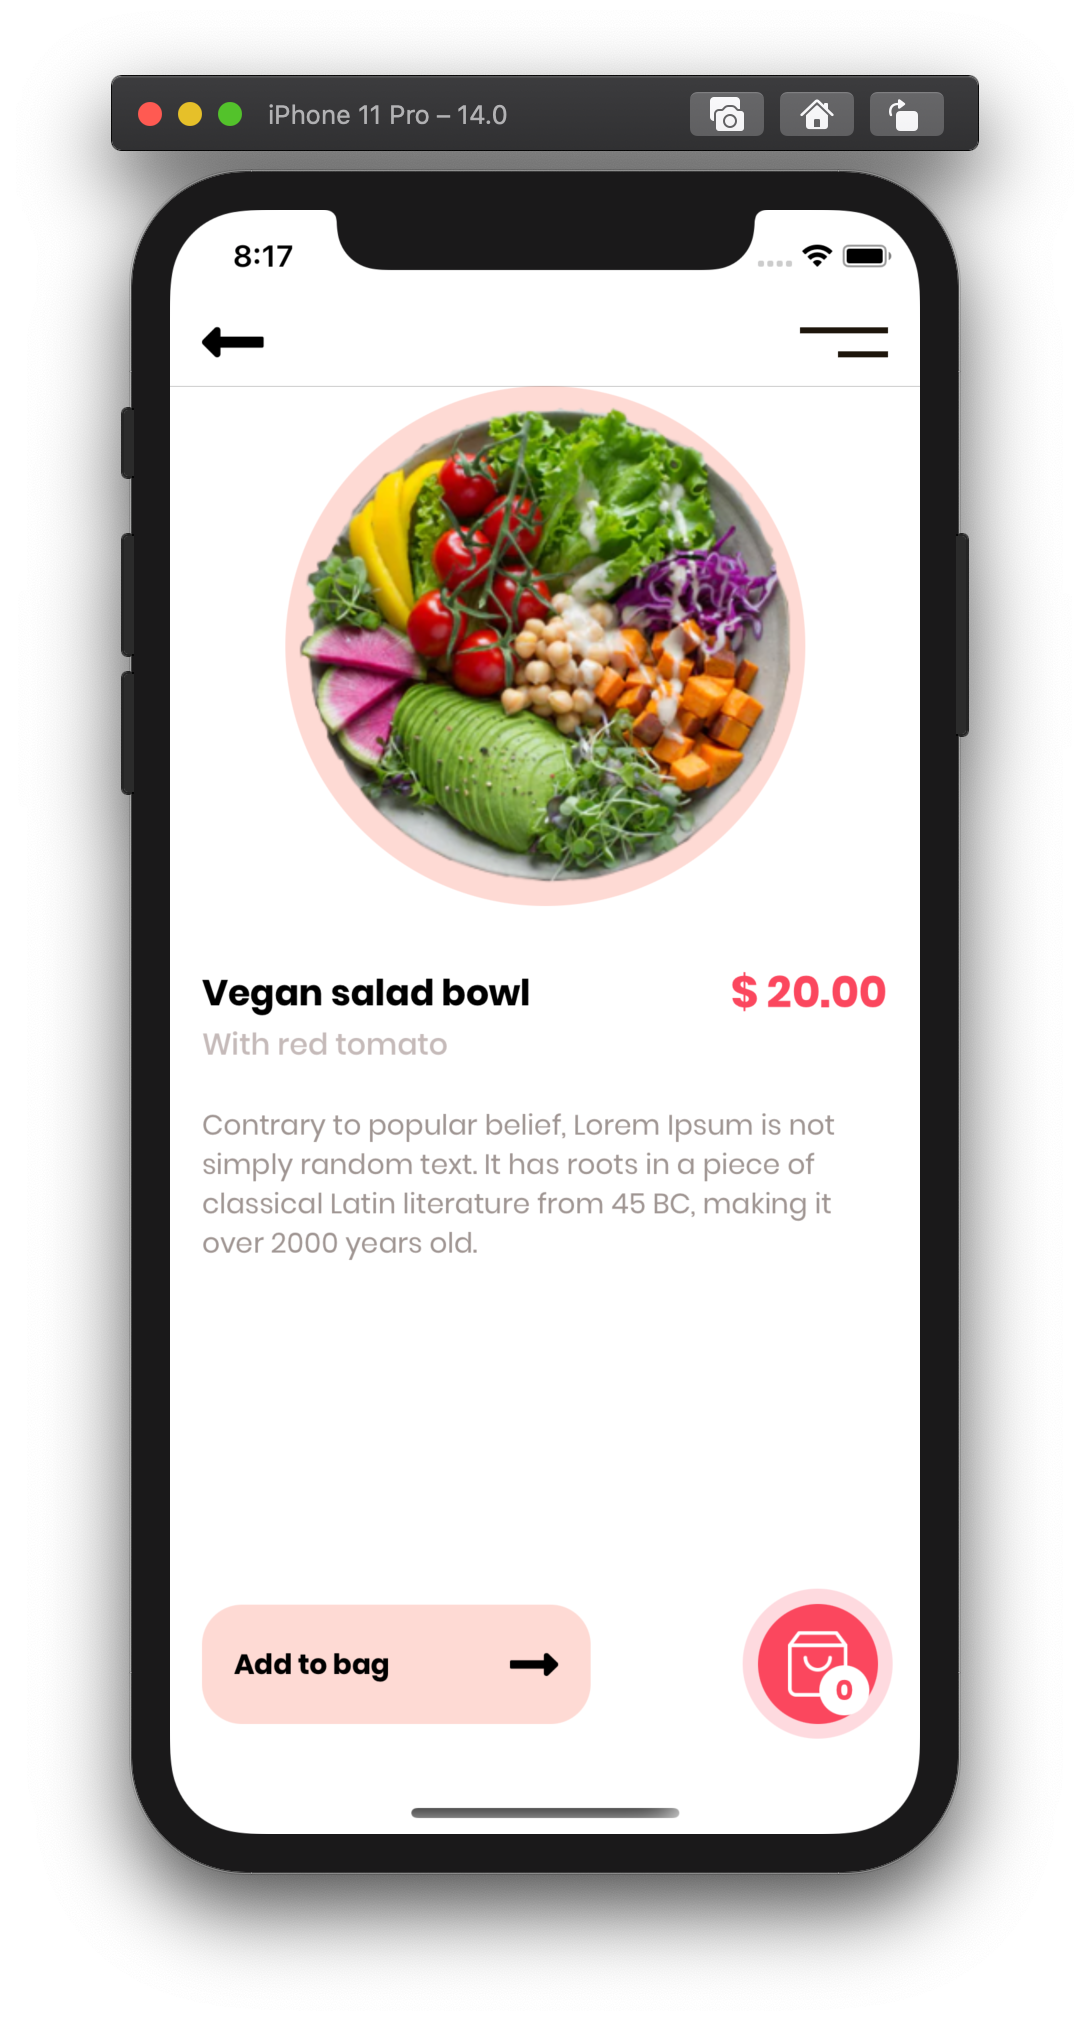 iPhone 11 Pro – 14.0
8:17
Vegan salad bowl
$ 20.00
With red tomato
Contrary to popular belief, Lorem Ipsum is not
simply random text. It has roots in a piece of
classical Latin literature from 45 BC, making it
over 2000 years old.
Add to bag
0